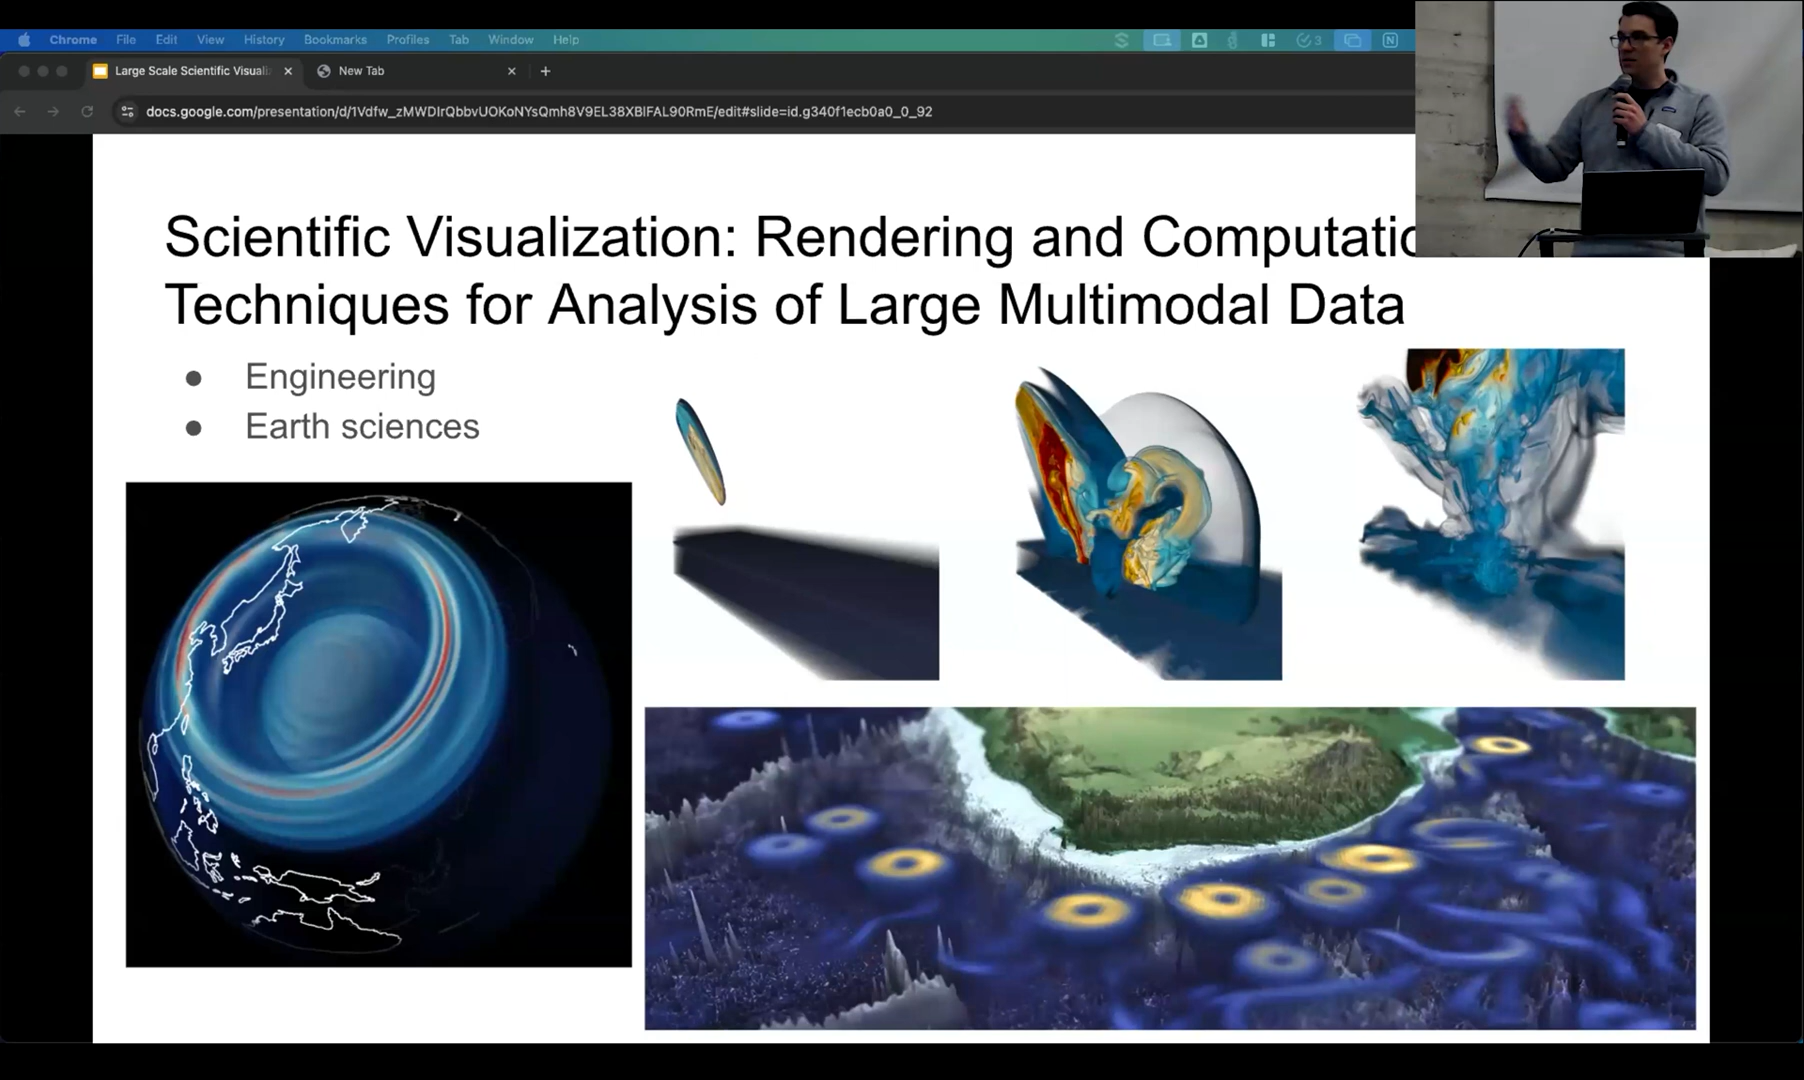 Chrome File Edit View History Bookmarks Profiles Tab Window Help 3
Large Scale Scientific Visuali New Tab
docs.google.com/presentation/d/1Vdfw_zMWDIrQbbvUOKoNYsQmh8V9EL38XBIFAL90RmE/edit#slide=id.g340f1ecb0a0_0_92
Scientific Visualization: Rendering and Computatio
Techniques for Analysis of Large Multimodal Data
● Engineering
● Earth sciences